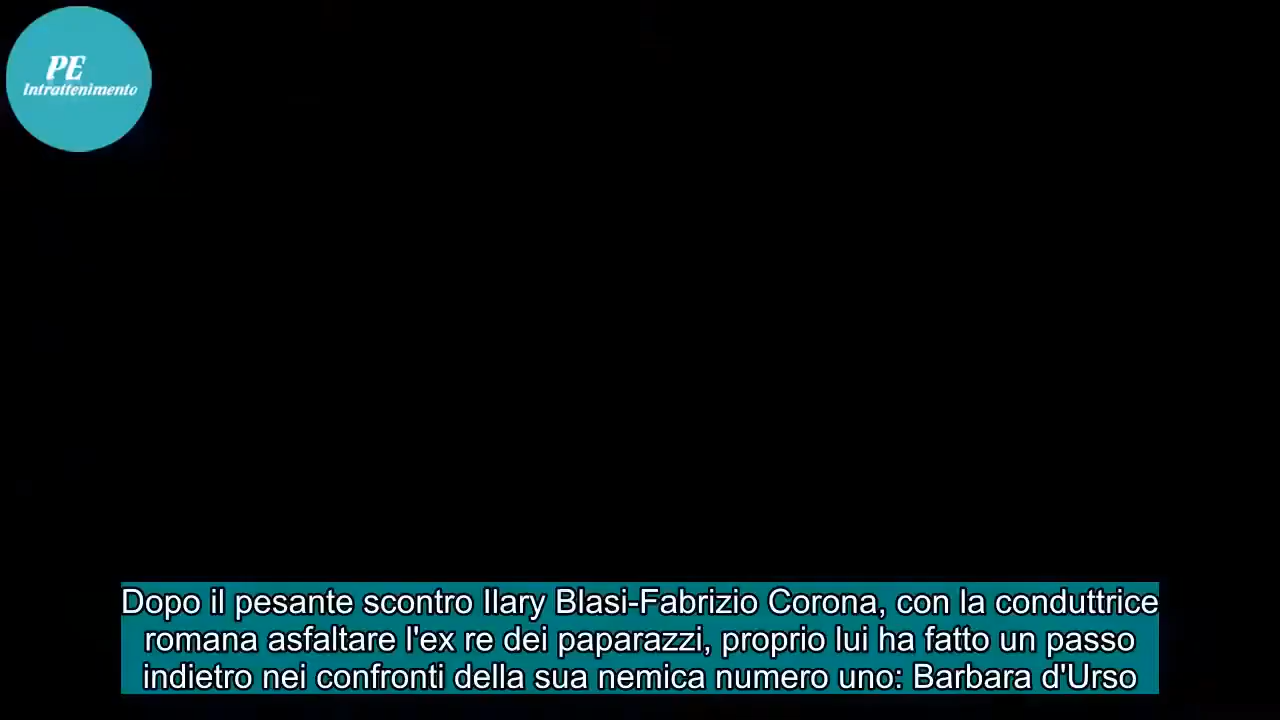 PE
Intrattenimento
Dopo il pesante scontro Ilary Blasi-Fabrizio Corona, con la conduttrice
romana asfaltare l'ex re dei paparazzi, proprio lui ha fatto un passo
indietro nei confronti della sua nemica numero uno: Barbara d'Urso